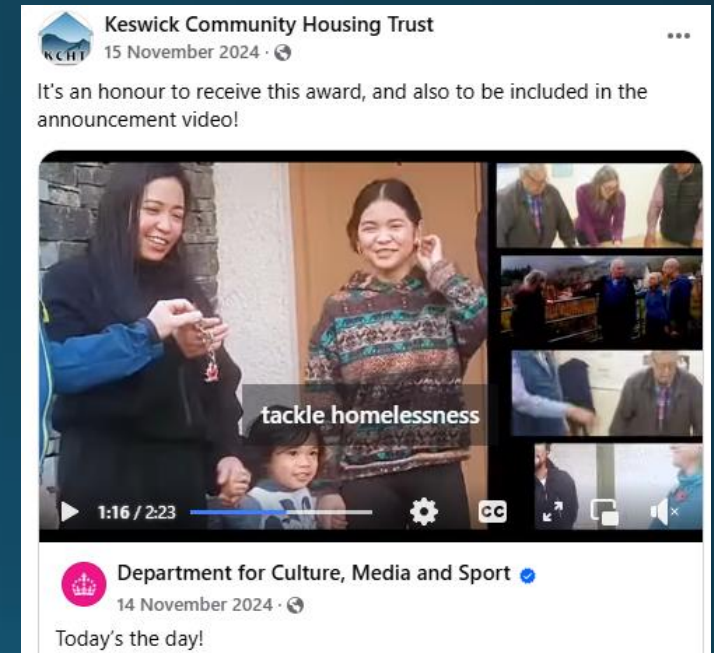 KCHT
Keswick Community Housing Trust
15 November 2024 ·
It's an honour to receive this award, and also to be included in the
announcement video!
tackle homelessness
1:16 / 2:23
CC
Department for Culture, Media and Sport
14 November 2024 ·
Today's the day!